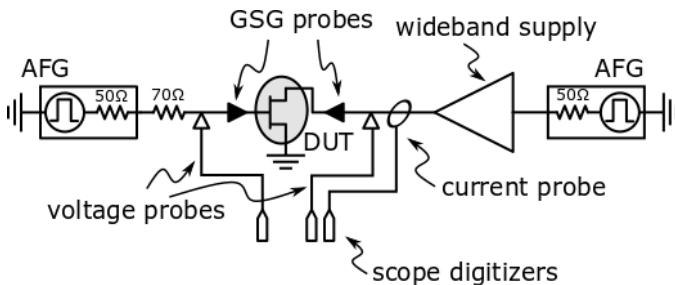 GSG probes
wideband supply
AFG
AFG
50Ω
70Ω
50Ω
DUT
current probe
voltage probes
scope digitizers